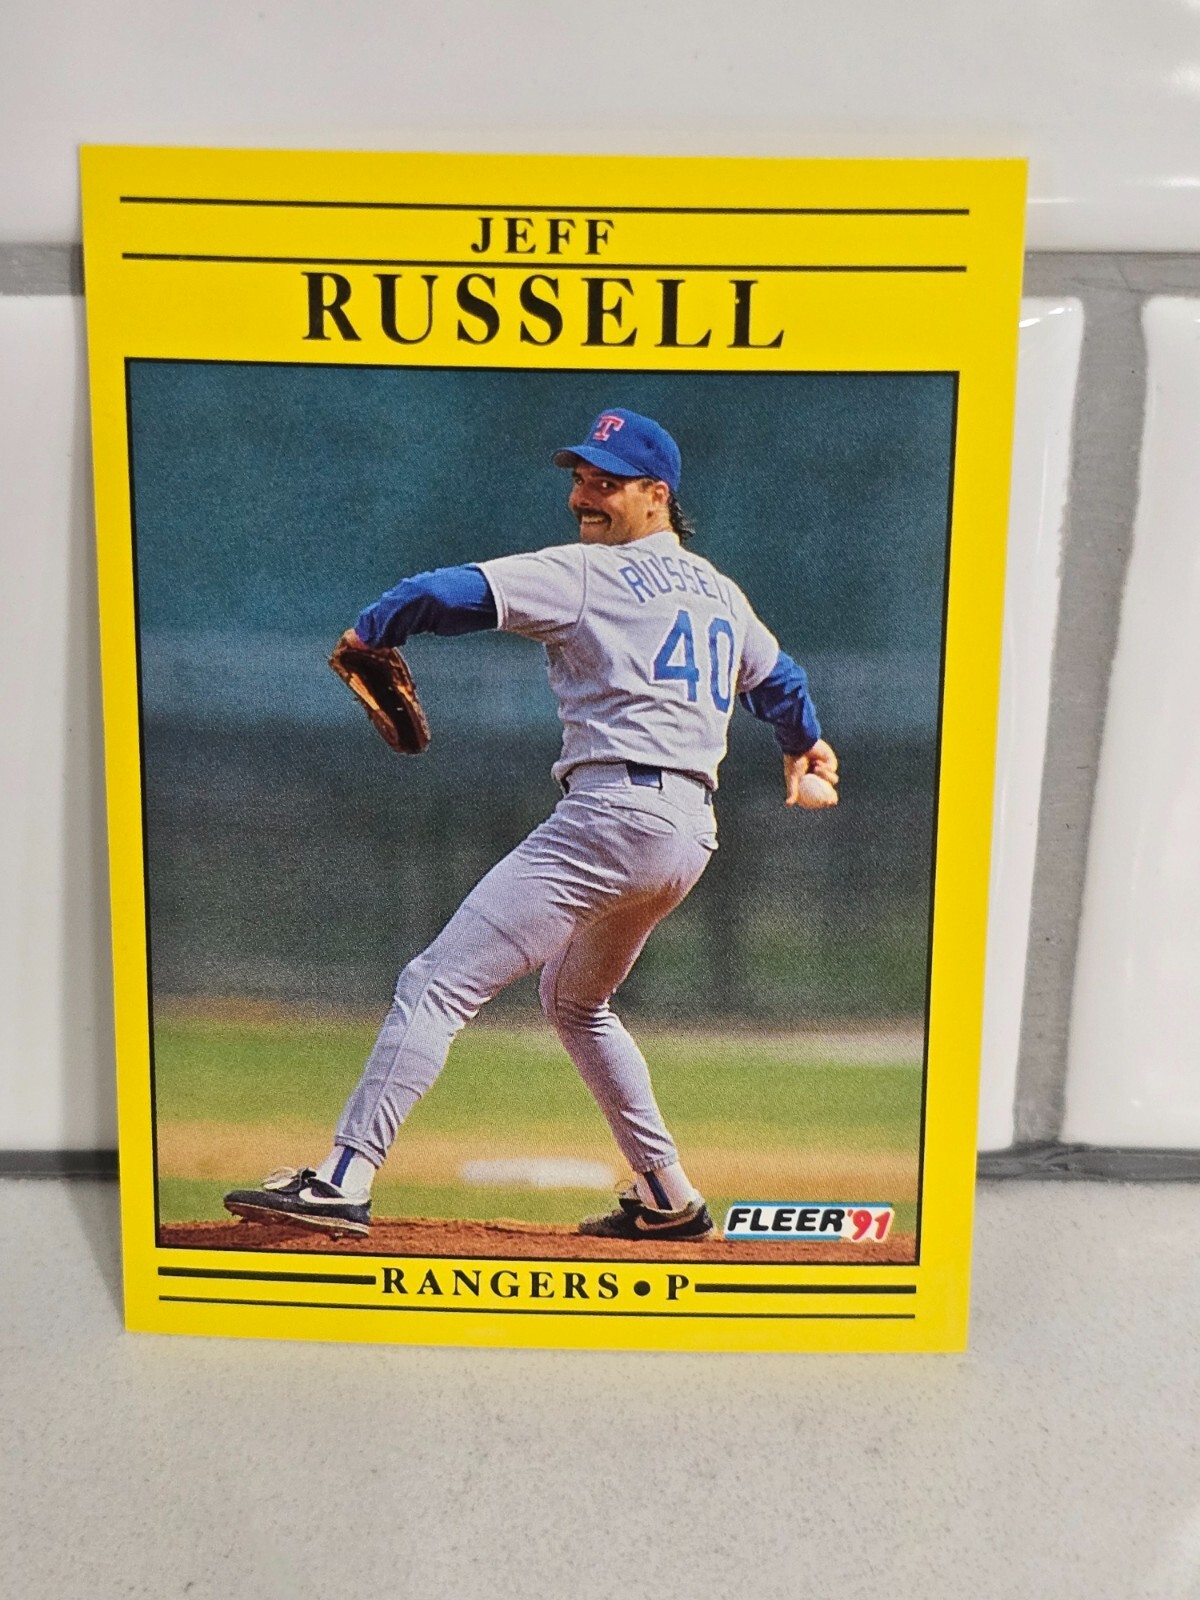 JEFF
RUSSELL
T
RUSSELL
40
FLEER'91
RANGERS • P